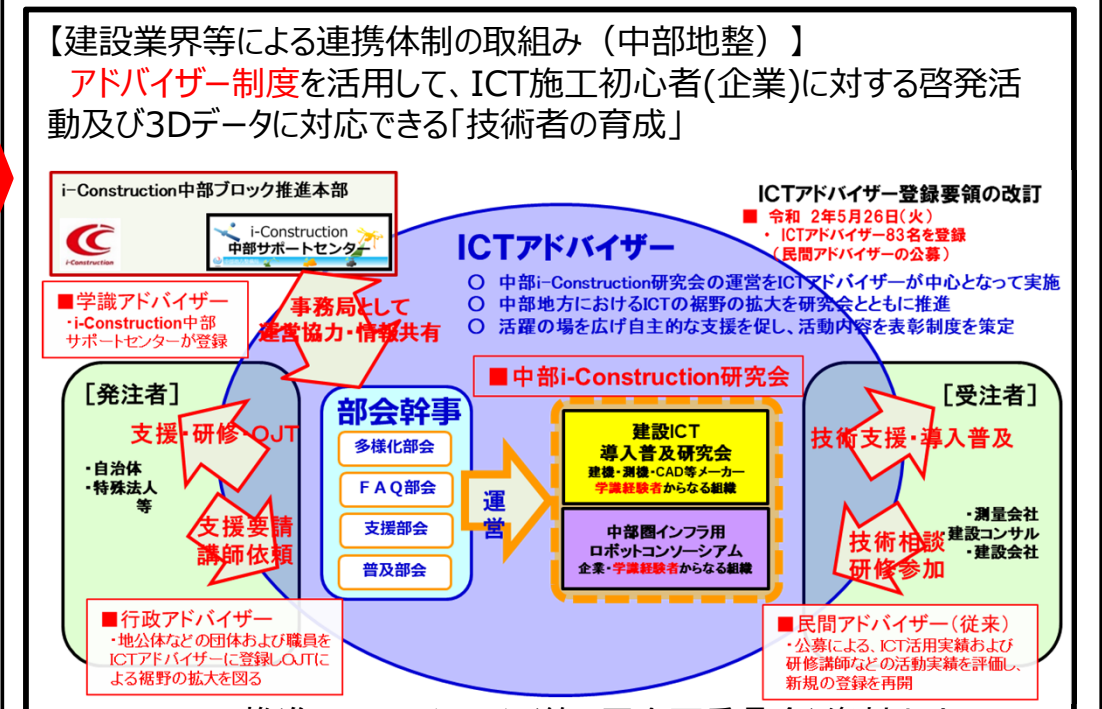 【建設業界等による連携体制の取組み（中部地整）】
アドバイザー制度を活用して、ICT施工初心者(企業)に対する啓発活
動及び3Dデータに対応できる「技術者の育成」
i-Construction中部ブロック推進本部
i-Construction
i-Construction
中部サポートセンター
ICTアドバイザー登録要領の改訂
■ 令和 2年5月26日(火)
・ ICTアドバイザー83名を登録
（民間アドバイザーの公募）
ICTアドバイザー
○ 中部i-Construction研究会の運営をICTアドバイザーが中心となって実施
○ 中部地方におけるICTの裾野の拡大を研究会とともに推進
○ 活躍の場を広げ自主的な支援を促し、活動内容を表彰制度を策定
■学識アドバイザー
・i-Construction中部
サポートセンターが登録
事務局として
運営協力・情報共有
■中部i-Construction研究会
［発注者］
支援・研修・OJT
・自治体
・特殊法人
等
支援要請
講師依頼
部会幹事
多様化部会
ＦＡＱ部会
支援部会
普及部会
運営
建設ICT
導入普及研究会
建機・測機・CAD等メーカー
学識経験者からなる組織
中部圏インフラ用
ロボットコンソーシアム
企業・学識経験者からなる組織
［受注者］
技術支援・導入普及
・測量会社
建設コンサル
・建設会社
技術相談
研修参加
■行政アドバイザー
・地公体などの団体および職員を
ICTアドバイザーに登録しOJTに
よる裾野の拡大を図る
■民間アドバイザー（従来）
・公募による、ICT活用実績および
研修講師などの活動実績を評価し、
新規の登録を再開